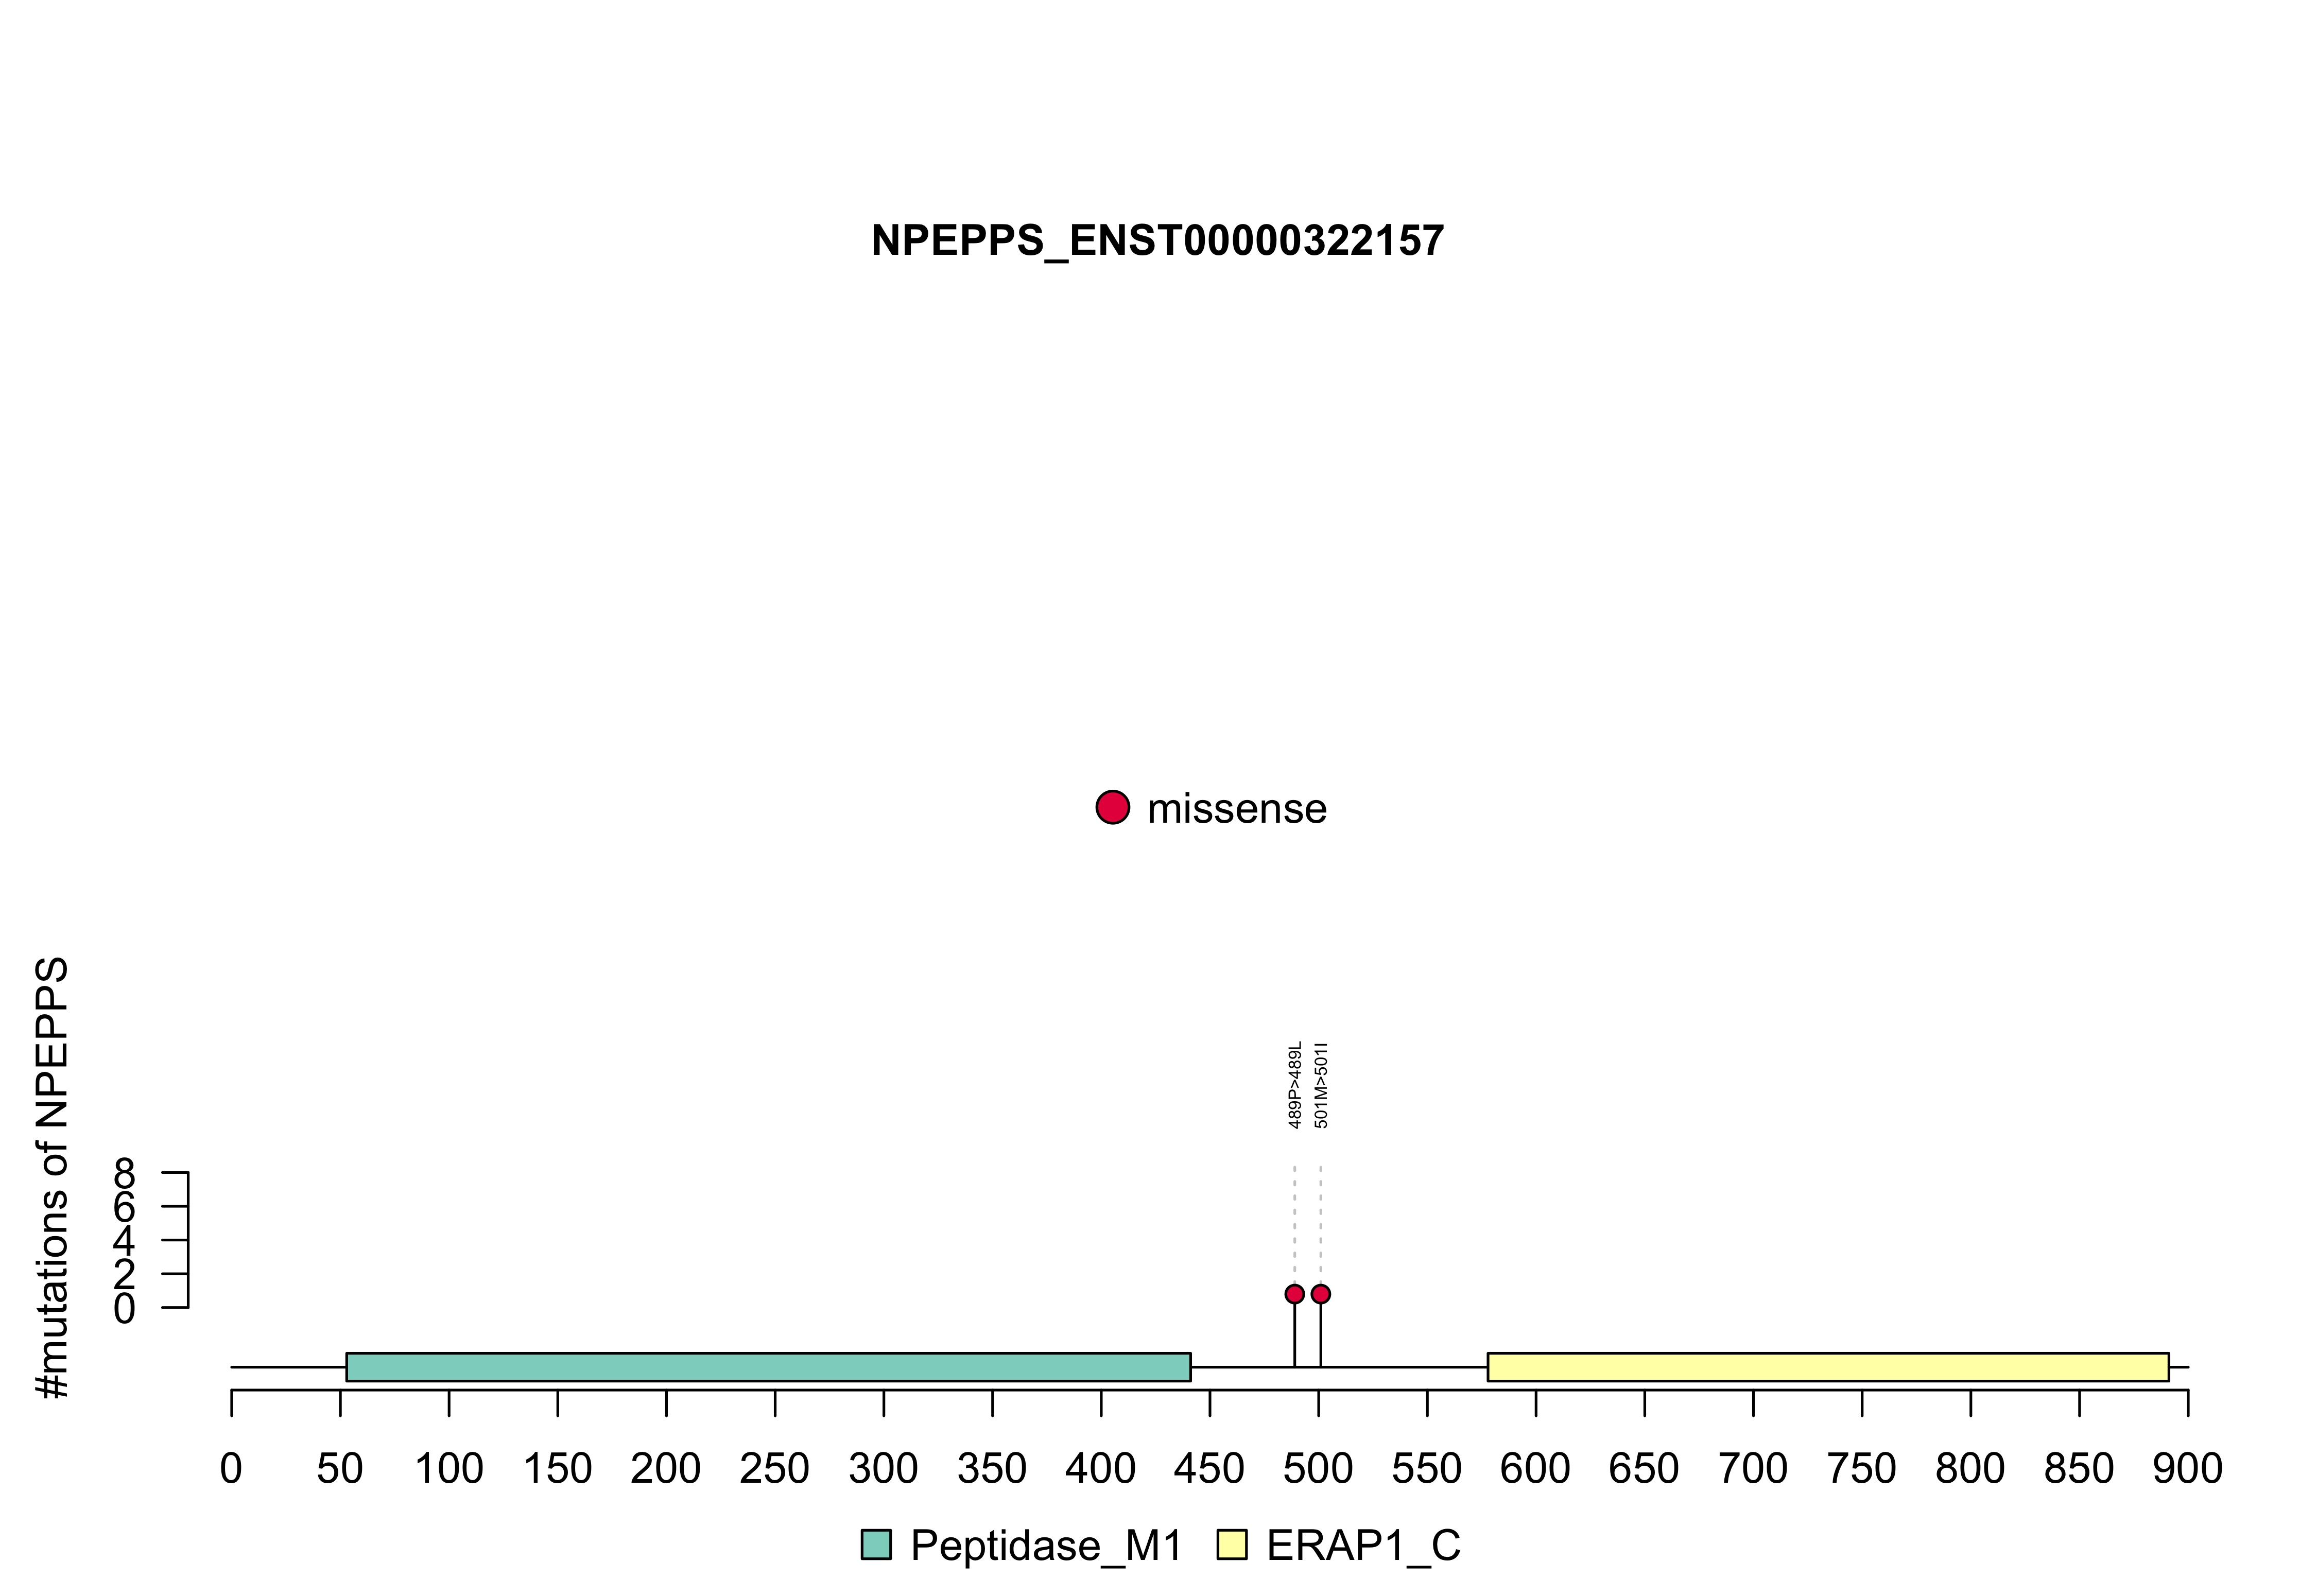 NPEPPS_ENST00000322157
missense
#mutations of NPEPPS
489P>489L
501M>501I
8
6
4
2
0
0 50 100 150 200 250 300 350 400 450 500 550 600 650 700 750 800 850 900
Peptidase_M1 ERAP1_C